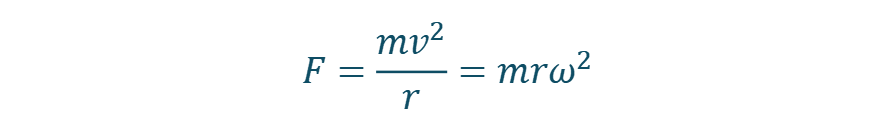 F = mv²/r = mrω²